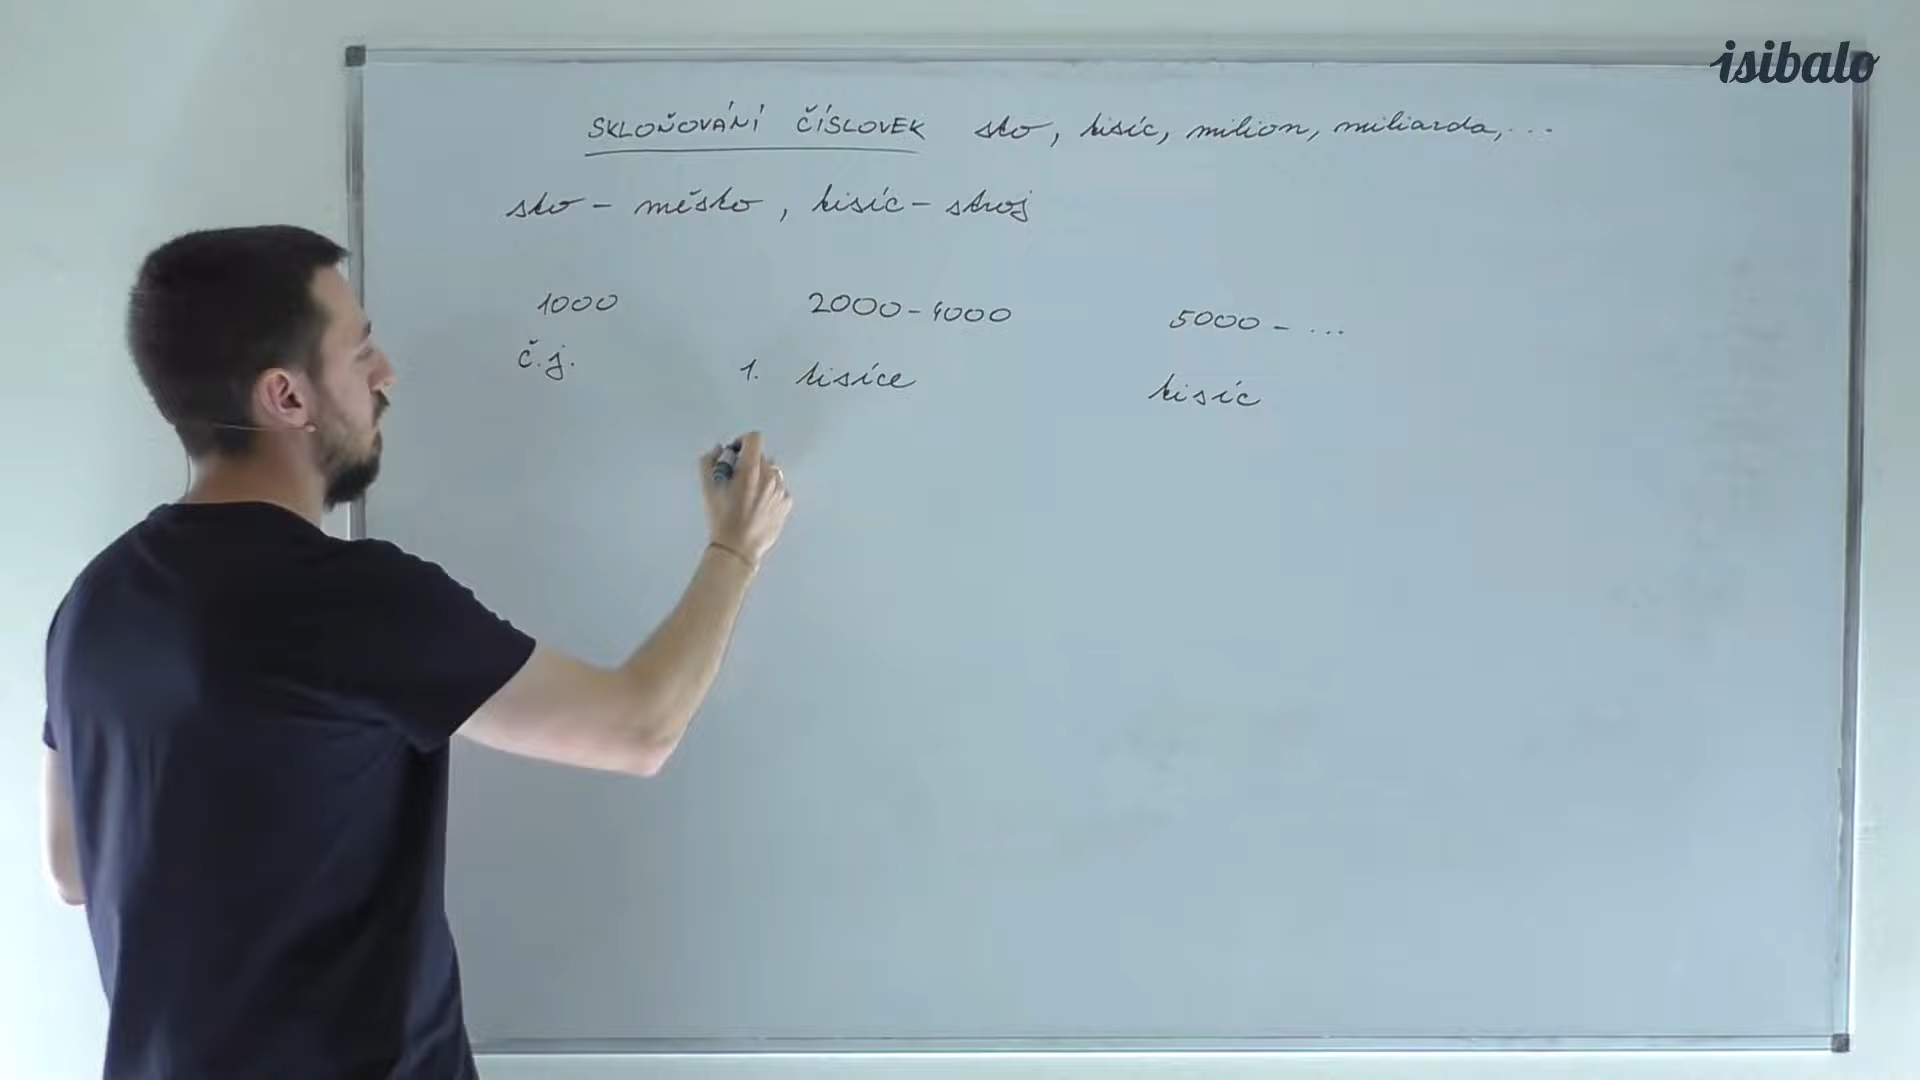 isibalo
SKLOŇOVÁNÍ ČÍSLOVEK sto, tisíc, milion, miliarda, ...
sto – město, tisíc – stroj
1000 2000 – 4000 5000 – ...
č.j. 1. tisíce tisíc